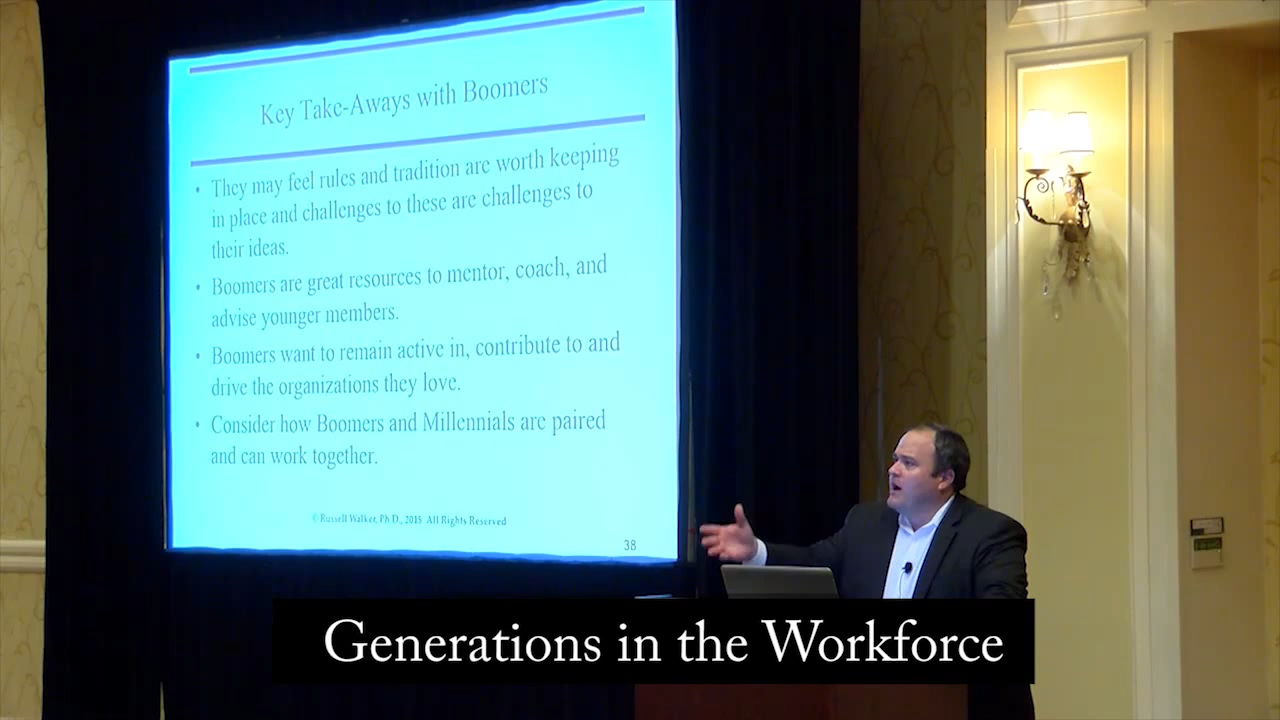 Key Take-Aways with Boomers
• They may feel rules and tradition are worth keeping
in place and challenges to these are challenges to
their ideas.
• Boomers are great resources to mentor, coach, and
advise younger members.
• Boomers want to remain active in, contribute to and
drive the organizations they love.
• Consider how Boomers and Millennials are paired
and can work together.
© Russell Walker, Ph.D., 2015 All Rights Reserved
38
Generations in the Workforce